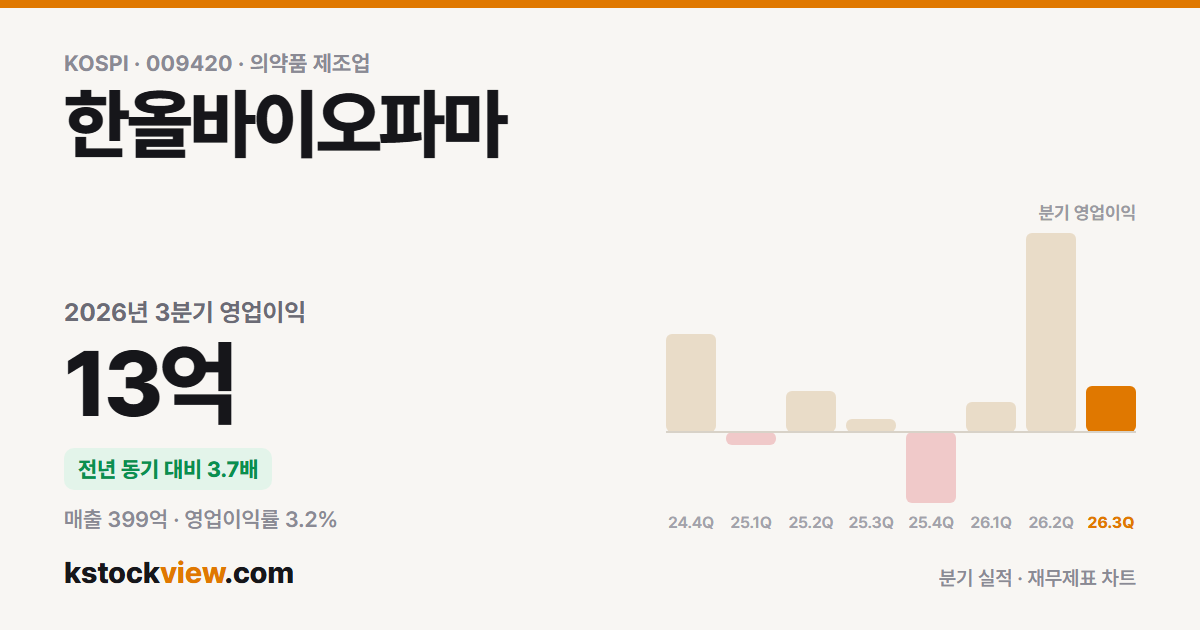 KOSPI · 009420 · 의약품 제조업
한올바이오파마
분기 영업이익
2026년 3분기 영업이익
13억
전년 동기 대비 3.7배
매출 399억 · 영업이익률 3.2%
24.4Q 25.1Q 25.2Q 25.3Q 25.4Q 26.1Q 26.2Q 26.3Q
kstockview.com
분기 실적 · 재무제표 차트